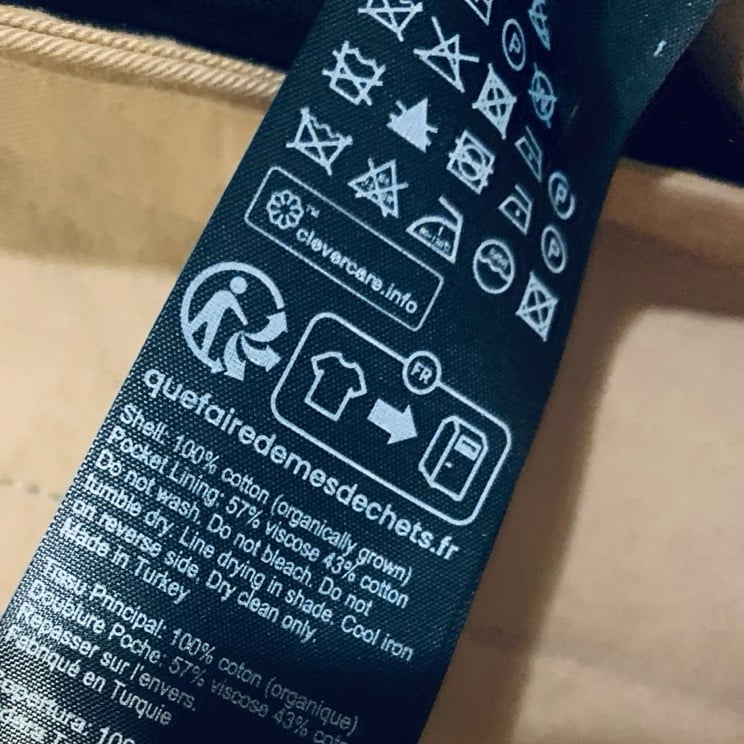 P
P
P
™
clevercare.info
FR
quefairedemesdechets.fr
Shell: 100% cotton (organically grown)
Pocket Lining: 57% viscose 43% cotton
Do not wash. Do not bleach. Do not
tumble dry. Line drying in shade. Cool iron
on reverse side. Dry clean only.
Made in Turkey
Tissu Principal: 100% coton (organique)
Doublure Poche: 57% viscose 43% coton
Repasser sur l'envers.
Fabriqué en Turquie